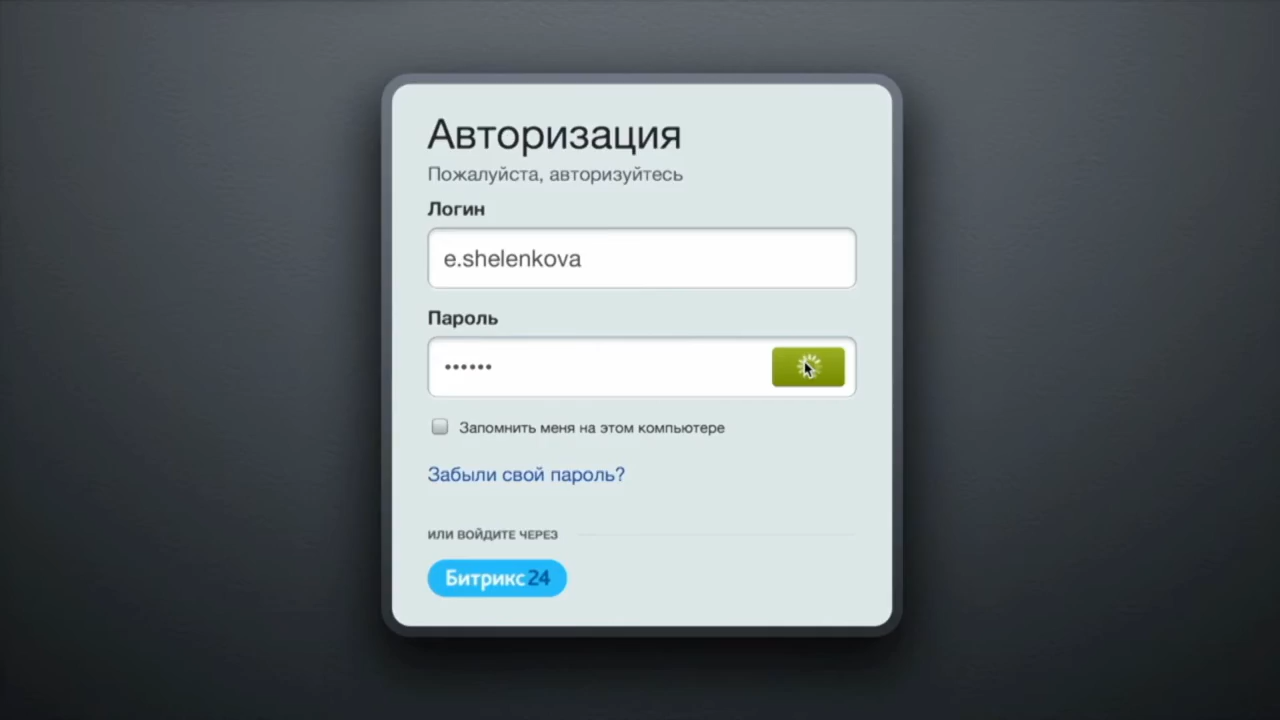 Авторизация
Пожалуйста, авторизуйтесь
Логин
e.shelenkova
Пароль
••••••
Запомнить меня на этом компьютере
Забыли свой пароль?
ИЛИ ВОЙДИТЕ ЧЕРЕЗ
Битрикс24